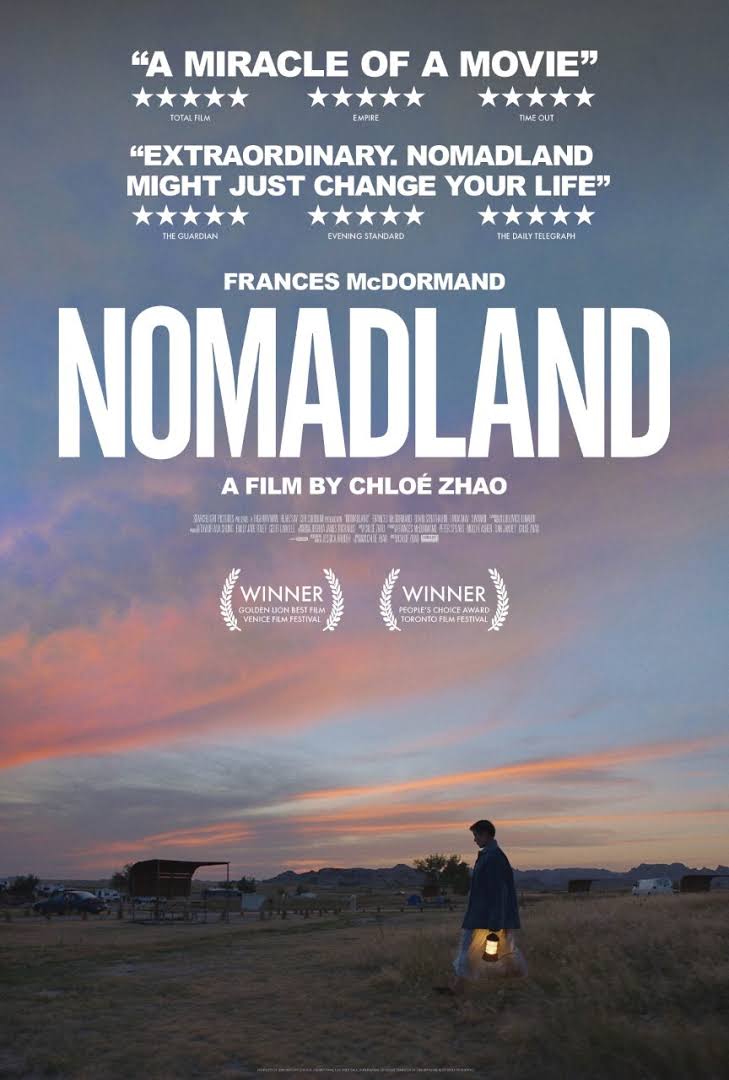 “A MIRACLE OF A MOVIE”
★★★★★ ★★★★★ ★★★★★
TOTAL FILM EMPIRE TIME OUT
“EXTRAORDINARY. NOMADLAND
MIGHT JUST CHANGE YOUR LIFE”
★★★★★ ★★★★★ ★★★★★
THE GUARDIAN EVENING STANDARD THE DAILY TELEGRAPH
FRANCES McDORMAND
NOMADLAND
A FILM BY CHLOÉ ZHAO
WINNER
GOLDEN LION BEST FILM
VENICE FILM FESTIVAL
WINNER
PEOPLE'S CHOICE AWARD
TORONTO FILM FESTIVAL